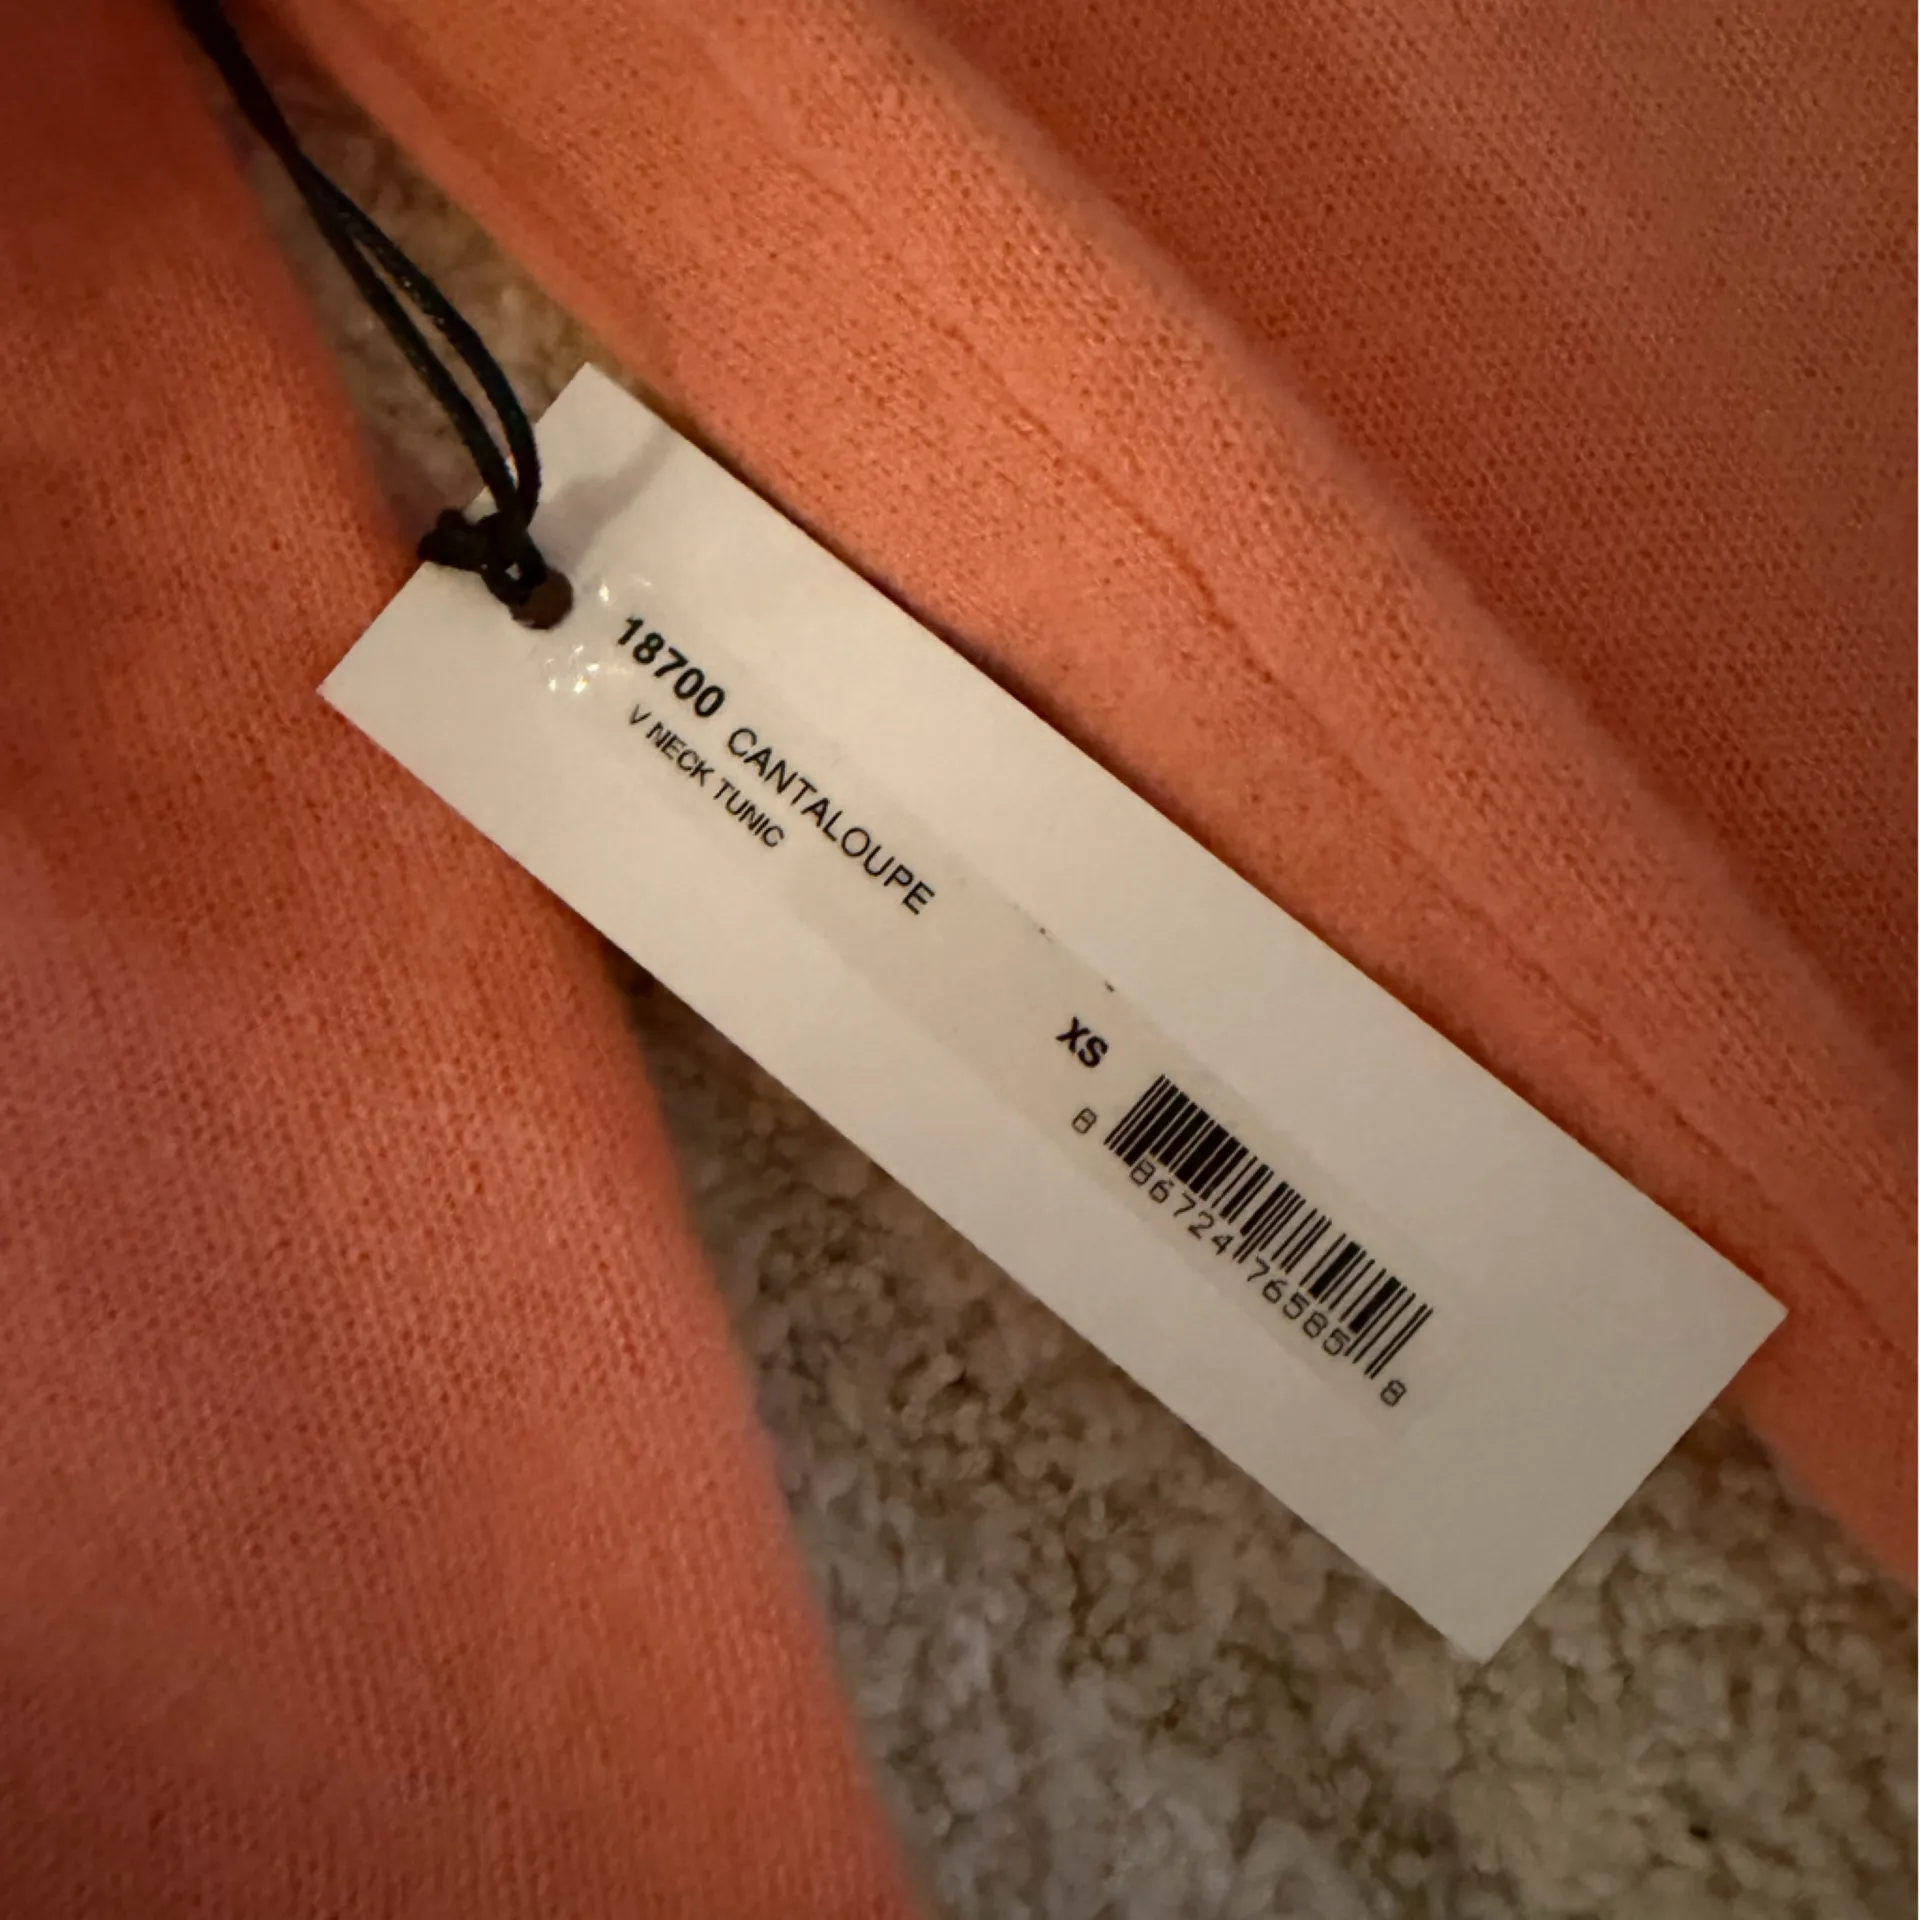 18700 CANTALOUPE
V NECK TUNIC
XS
8 86724 76585 8